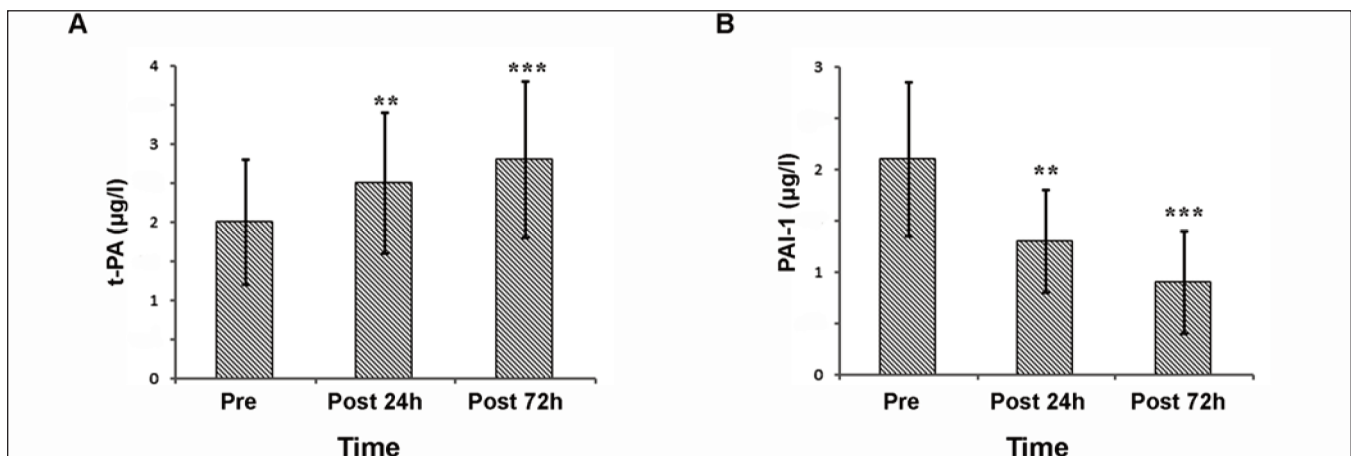 A
4
3
2
1
0
t-PA (µg/l)
**
***
Pre
Post 24h
Post 72h
Time
B
3
2
1
0
PAI-1 (µg/l)
**
***
Pre
Post 24h
Post 72h
Time